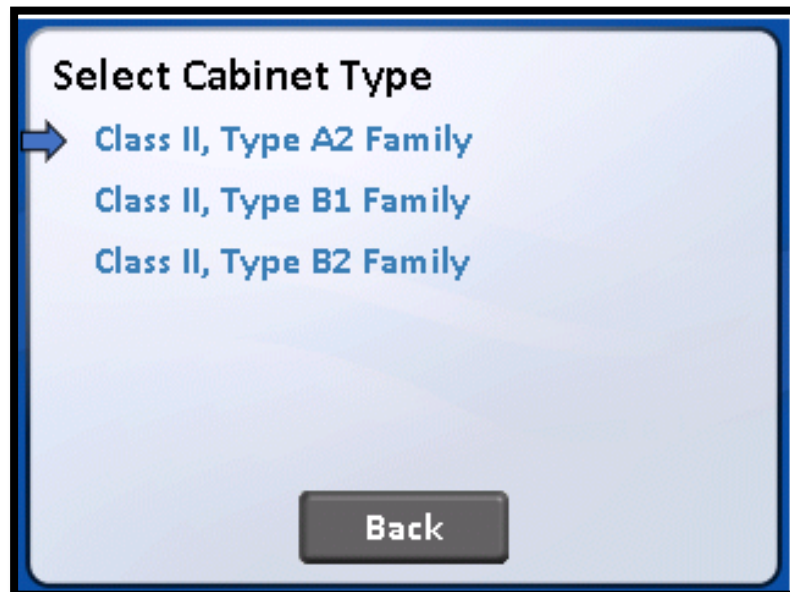 Select Cabinet Type
Class II, Type A2 Family
Class II, Type B1 Family
Class II, Type B2 Family
Back